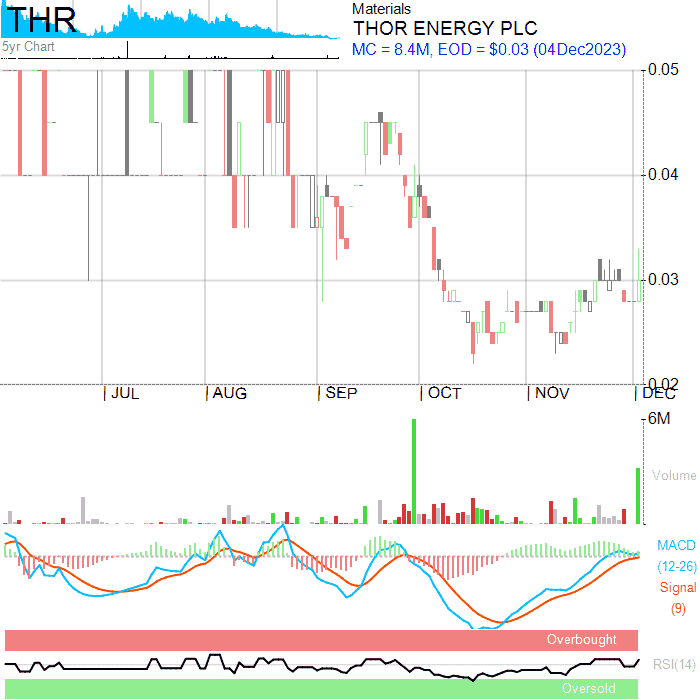 THR
5yr Chart
Materials
THOR ENERGY PLC
MC = 8.4M, EOD = $0.03 (04Dec2023)
0.05
0.04
0.03
0.02
JUL AUG SEP OCT NOV DEC
6M
Volume
MACD
(12-26)
Signal
(9)
Overbought
RSI(14)
Oversold